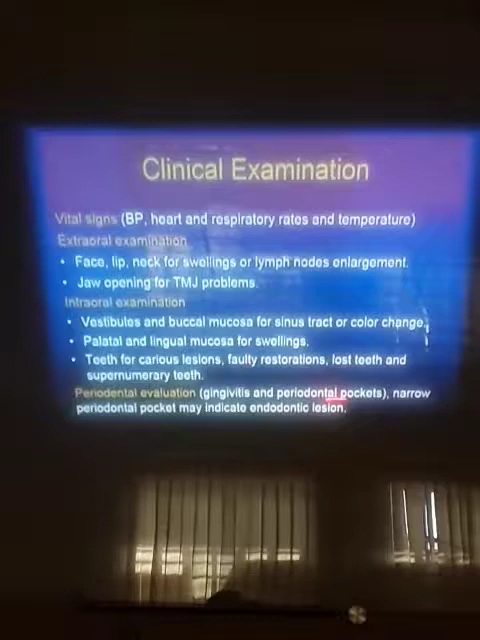 Clinical Examination
Vital signs (BP, heart and respiratory rates and temperature)
Extraoral examination
• Face, lip, neck for swellings or lymph nodes enlargement.
• Jaw opening for TMJ problems.
Intraoral examination
• Vestibules and buccal mucosa for sinus tract or color change.
• Palatal and lingual mucosa for swellings.
• Teeth for carious lesions, faulty restorations, lost teeth and
supernumerary teeth.
Periodental evaluation (gingivitis and periodontal pockets), narrow
periodontal pocket may indicate endodontic lesion.